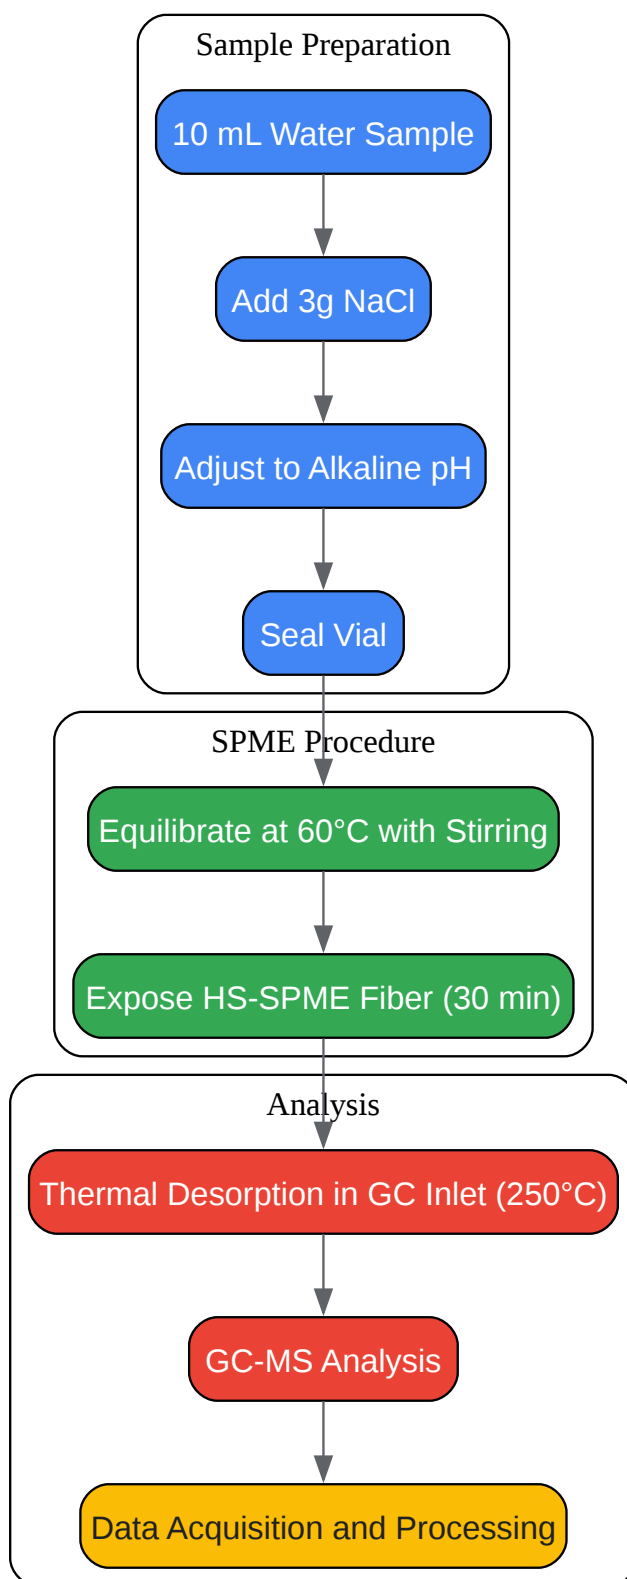 Sample Preparation
10 mL Water Sample
Add 3g NaCl
Adjust to Alkaline pH
Seal Vial
SPME Procedure
Equilibrate at 60°C with Stirring
Expose HS-SPME Fiber (30 min)
Analysis
Thermal Desorption in GC Inlet (250°C)
GC-MS Analysis
Data Acquisition and Processing